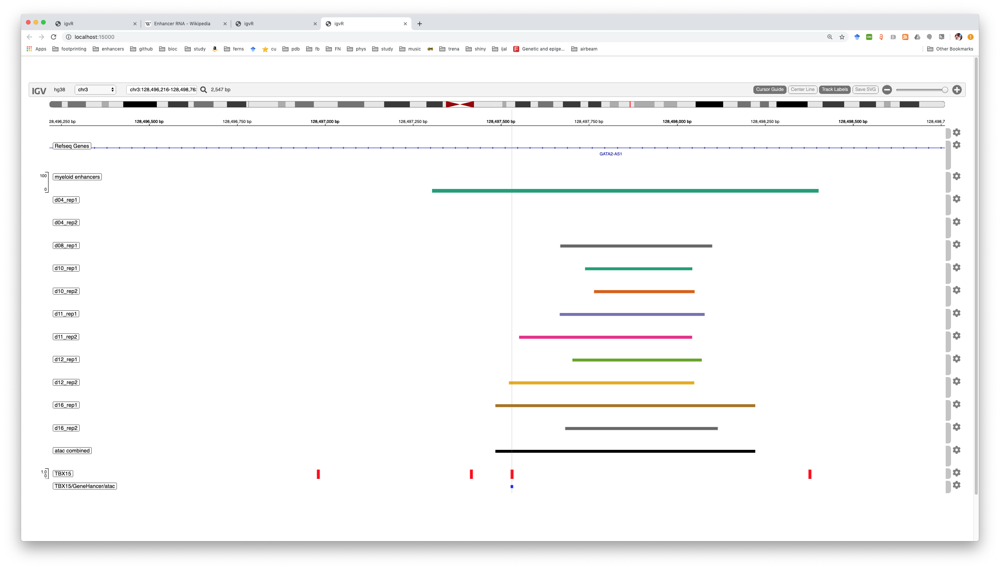 igvR
Enhancer RNA - Wikipedia
igvR
igvR
localhost:15000
Apps footprinting enhancers github bioc study ferns cu pdb fb FN phys study music trena shiny ijal Genetic and epige... airbeam Other Bookmarks
IGV hg38 chr3 chr3:128,496,216-128,498,76 2,547 bp Cursor Guide Center Line Track Labels Save SVG
28,496,250 bp 128,496,500 bp 128,496,750 bp 128,497,000 bp 128,497,250 bp 128,497,500 bp 128,497,750 bp 128,498,000 bp 128,498,250 bp 128,498,500 bp 128,498,7
Refseq Genes
GATA2-AS1
100
myeloid enhancers
0
d04_rep1
d04_rep2
d08_rep1
d10_rep1
d10_rep2
d11_rep1
d11_rep2
d12_rep1
d12_rep2
d16_rep1
d16_rep2
atac combined
1.0
TBX15
0
TBX15/GeneHancer/atac